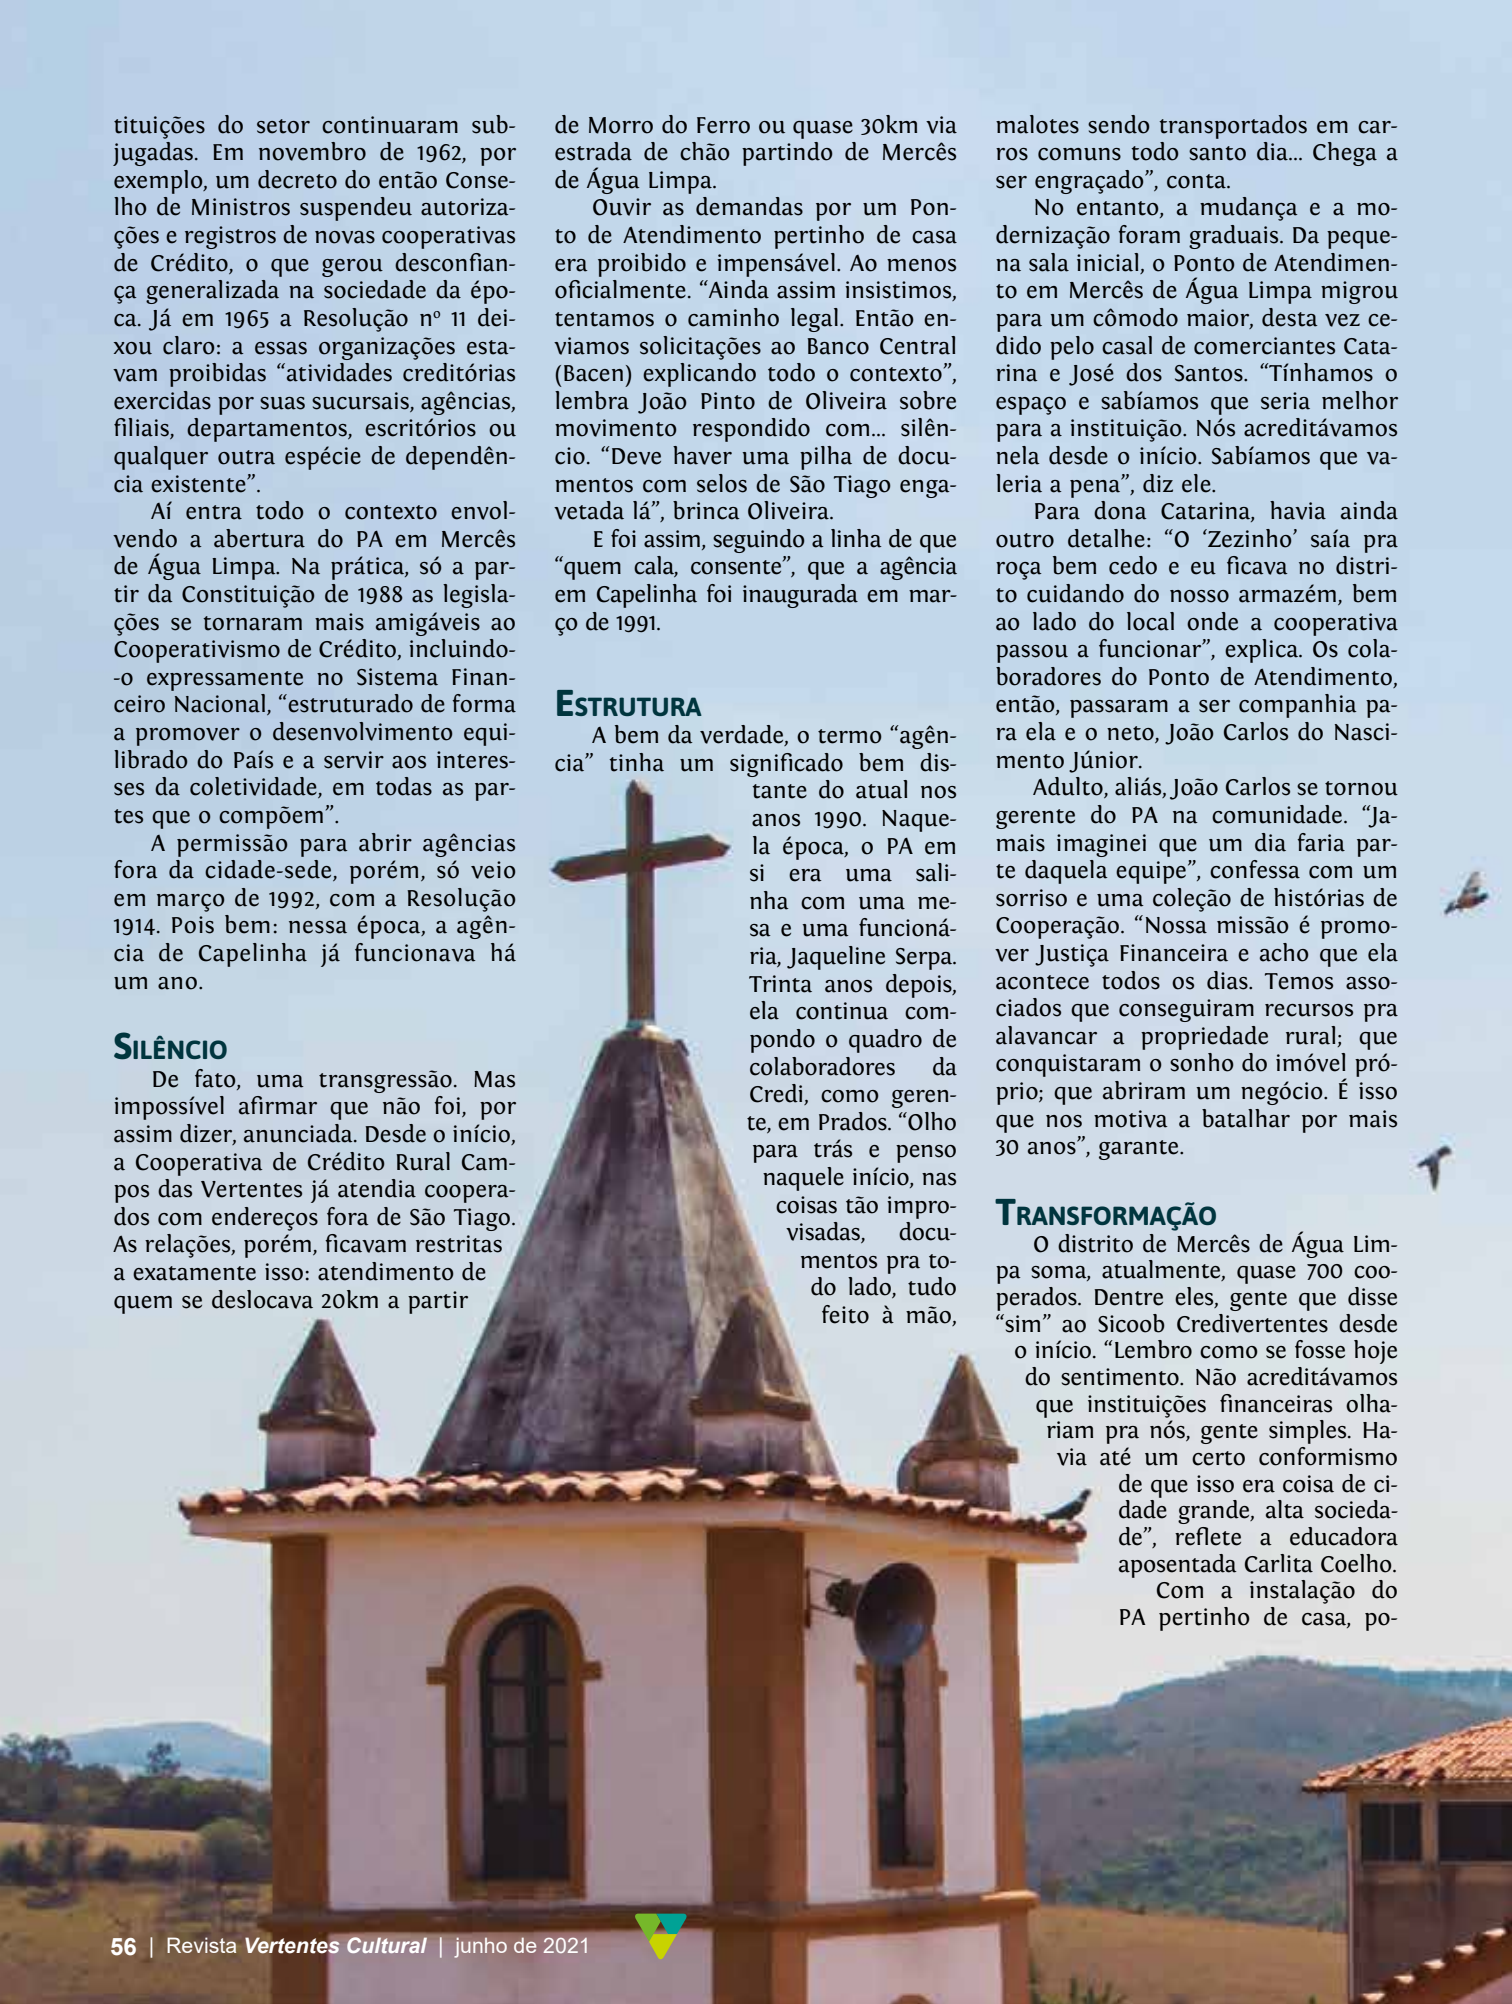 tituições do setor continuaram sub-
jugadas. Em novembro de 1962, por
exemplo, um decreto do então Conse-
lho de Ministros suspendeu autoriza-
ções e registros de novas cooperativas
de Crédito, o que gerou desconfian-
ça generalizada na sociedade da épo-
ca. Já em 1965 a Resolução nº 11 dei-
xou claro: a essas organizações esta-
vam proibidas “atividades creditórias
exercidas por suas sucursais, agências,
filiais, departamentos, escritórios ou
qualquer outra espécie de dependên-
cia existente”.
Aí entra todo o contexto envol-
vendo a abertura do PA em Mercês
de Água Limpa. Na prática, só a par-
tir da Constituição de 1988 as legisla-
ções se tornaram mais amigáveis ao
Cooperativismo de Crédito, incluindo-
-o expressamente no Sistema Finan-
ceiro Nacional, “estruturado de forma
a promover o desenvolvimento equi-
librado do País e a servir aos interes-
ses da coletividade, em todas as par-
tes que o compõem”.
A permissão para abrir agências
fora da cidade-sede, porém, só veio
em março de 1992, com a Resolução
1914. Pois bem: nessa época, a agên-
cia de Capelinha já funcionava há
um ano.
SILÊNCIO
De fato, uma transgressão. Mas
impossível afirmar que não foi, por
assim dizer, anunciada. Desde o início,
a Cooperativa de Crédito Rural Cam-
pos das Vertentes já atendia coopera-
dos com endereços fora de São Tiago.
As relações, porém, ficavam restritas
a exatamente isso: atendimento de
quem se deslocava 20km a partir
de Morro do Ferro ou quase 30km via
estrada de chão partindo de Mercês
de Água Limpa.
Ouvir as demandas por um Pon-
to de Atendimento pertinho de casa
era proibido e impensável. Ao menos
oficialmente. “Ainda assim insistimos,
tentamos o caminho legal. Então en-
viamos solicitações ao Banco Central
(Bacen) explicando todo o contexto”,
lembra João Pinto de Oliveira sobre
movimento respondido com... silên-
cio. “Deve haver uma pilha de docu-
mentos com selos de São Tiago enga-
vetada lá”, brinca Oliveira.
E foi assim, seguindo a linha de que
“quem cala, consente”, que a agência
em Capelinha foi inaugurada em mar-
ço de 1991.
ESTRUTURA
A bem da verdade, o termo “agên-
cia” tinha um significado bem dis-
tante do atual nos
anos 1990. Naque-
la época, o PA em
si era uma sali-
nha com uma me-
sa e uma funcioná-
ria, Jaqueline Serpa.
Trinta anos depois,
ela continua com-
pondo o quadro de
colaboradores da
Credi, como geren-
te, em Prados. “Olho
para trás e penso
naquele início, nas
coisas tão impro-
visadas, docu-
mentos pra to-
do lado, tudo
feito à mão,
malotes sendo transportados em car-
ros comuns todo santo dia... Chega a
ser engraçado”, conta.
No entanto, a mudança e a mo-
dernização foram graduais. Da peque-
na sala inicial, o Ponto de Atendimen-
to em Mercês de Água Limpa migrou
para um cômodo maior, desta vez ce-
dido pelo casal de comerciantes Cata-
rina e José dos Santos. “Tínhamos o
espaço e sabíamos que seria melhor
para a instituição. Nós acreditávamos
nela desde o início. Sabíamos que va-
leria a pena”, diz ele.
Para dona Catarina, havia ainda
outro detalhe: “O ‘Zezinho’ saía pra
roça bem cedo e eu ficava no distri-
to cuidando do nosso armazém, bem
ao lado do local onde a cooperativa
passou a funcionar”, explica. Os cola-
boradores do Ponto de Atendimento,
então, passaram a ser companhia pa-
ra ela e o neto, João Carlos do Nasci-
mento Júnior.
Adulto, aliás, João Carlos se tornou
gerente do PA na comunidade. “Ja-
mais imaginei que um dia faria par-
te daquela equipe”, confessa com um
sorriso e uma coleção de histórias de
Cooperação. “Nossa missão é promo-
ver Justiça Financeira e acho que ela
acontece todos os dias. Temos asso-
ciados que conseguiram recursos pra
alavancar a propriedade rural; que
conquistaram o sonho do imóvel pró-
prio; que abriram um negócio. É isso
que nos motiva a batalhar por mais
30 anos”, garante.
TRANSFORMAÇÃO
O distrito de Mercês de Água Lim-
pa soma, atualmente, quase 700 coo-
perados. Dentre eles, gente que disse
“sim” ao Sicoob Credivertentes desde
o início. “Lembro como se fosse hoje
do sentimento. Não acreditávamos
que instituições financeiras olha-
riam pra nós, gente simples. Ha-
via até um certo conformismo
de que isso era coisa de ci-
dade grande, alta socieda-
de”, reflete a educadora
aposentada Carlita Coelho.
Com a instalação do
PA pertinho de casa, po-
56 | Revista Vertentes Cultural | junho de 2021